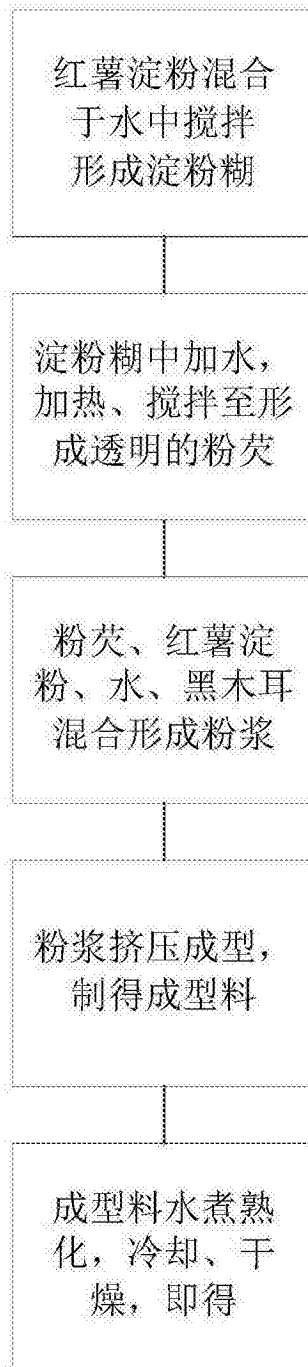 红薯淀粉混合
于水中搅拌
形成淀粉糊
淀粉糊中加水，
加热、搅拌至形
成透明的粉芡
粉芡、红薯淀
粉、水、黑木耳
混合形成粉浆
粉浆挤压成型，
制得成型料
成型料水煮熟
化，冷却、干
燥，即得